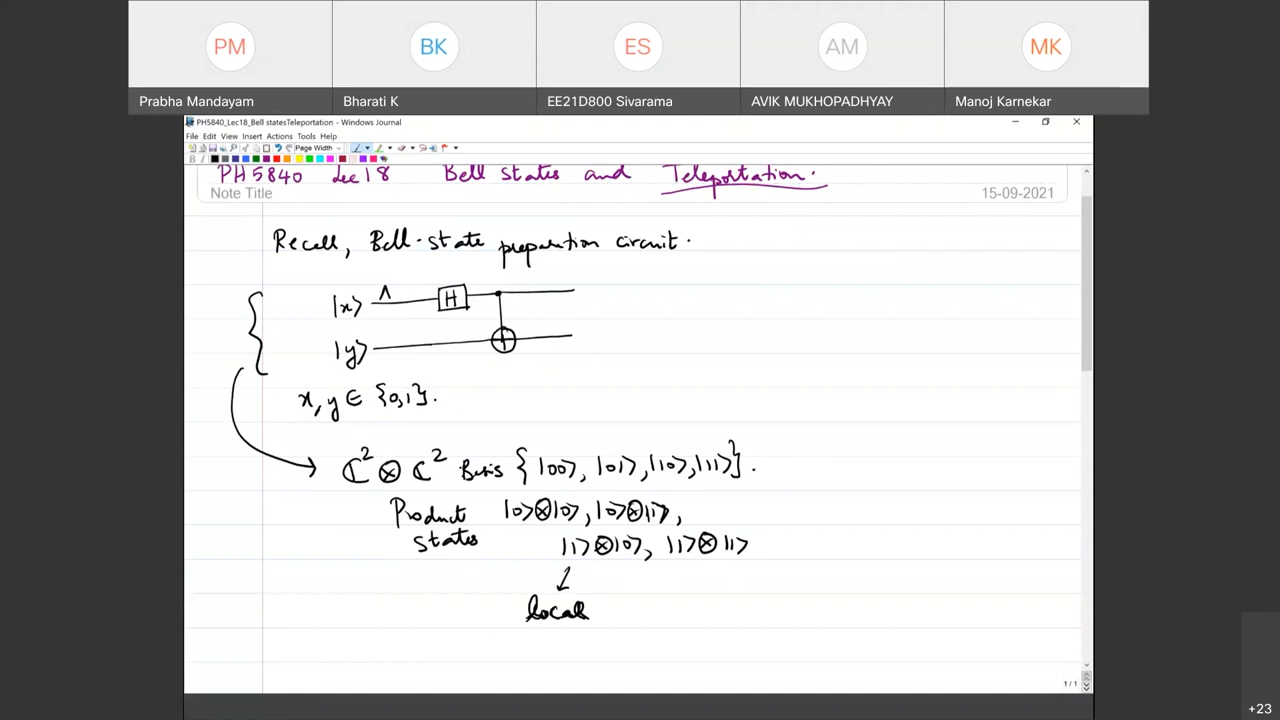 PM BK ES AM MK
Prabha Mandayam Bharati K EE21D800 Sivarama AVIK MUKHOPADHYAY Manoj Karnekar
PH5840_Lec18_Bell statesTeleportation - Windows Journal
File Edit View Insert Actions Tools Help
Page Width
PH5840 Lec 18 Bell states and Teleportation.
Note Title 15-09-2021
Recall, Bell-state preparation circuit.
|x⟩ H
|y⟩
x, y ∈ {0,1}.
ℂ² ⊗ ℂ² Basis {|00⟩, |01⟩, |10⟩, |11⟩}.
Product |0⟩⊗|0⟩, |0⟩⊗|1⟩,
states |1⟩⊗|0⟩, |1⟩⊗|1⟩
local
1 / 1
+23